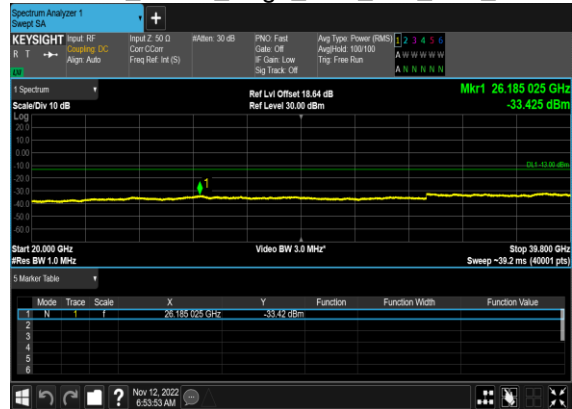 Spectrum Analyzer 1
Swept SA
+
KEYSIGHT Input: RF Input Z: 50 Ω #Atten: 30 dB PNO: Fast Avg Type: Power (RMS) 1 2 3 4 5 6
R T Coupling: DC Corr CCorr Gate: Off Avg|Hold: 100/100 A W W W W W
Align: Auto Freq Ref: Int (S) IF Gain: Low Trig: Free Run A N N N N N
Sig Track: Off
1 Spectrum Ref Lvl Offset 18.64 dB Mkr1 26.185 025 GHz
Scale/Div 10 dB Ref Level 30.00 dBm -33.425 dBm
Log
20.0
10.0
0.00
-10.0
DL1 -13.00 dBm
-20.0
1
-30.0
-40.0
-50.0
-60.0
Start 20.000 GHz Video BW 3.0 MHz* Stop 39.800 GHz
#Res BW 1.0 MHz Sweep ~39.2 ms (40001 pts)
5 Marker Table
Mode Trace Scale X Y Function Function Width Function Value
1 N 1 f 26.185 025 GHz -33.42 dBm
2
3
4
5
6
? Nov 12, 2022
6:53:53 AM